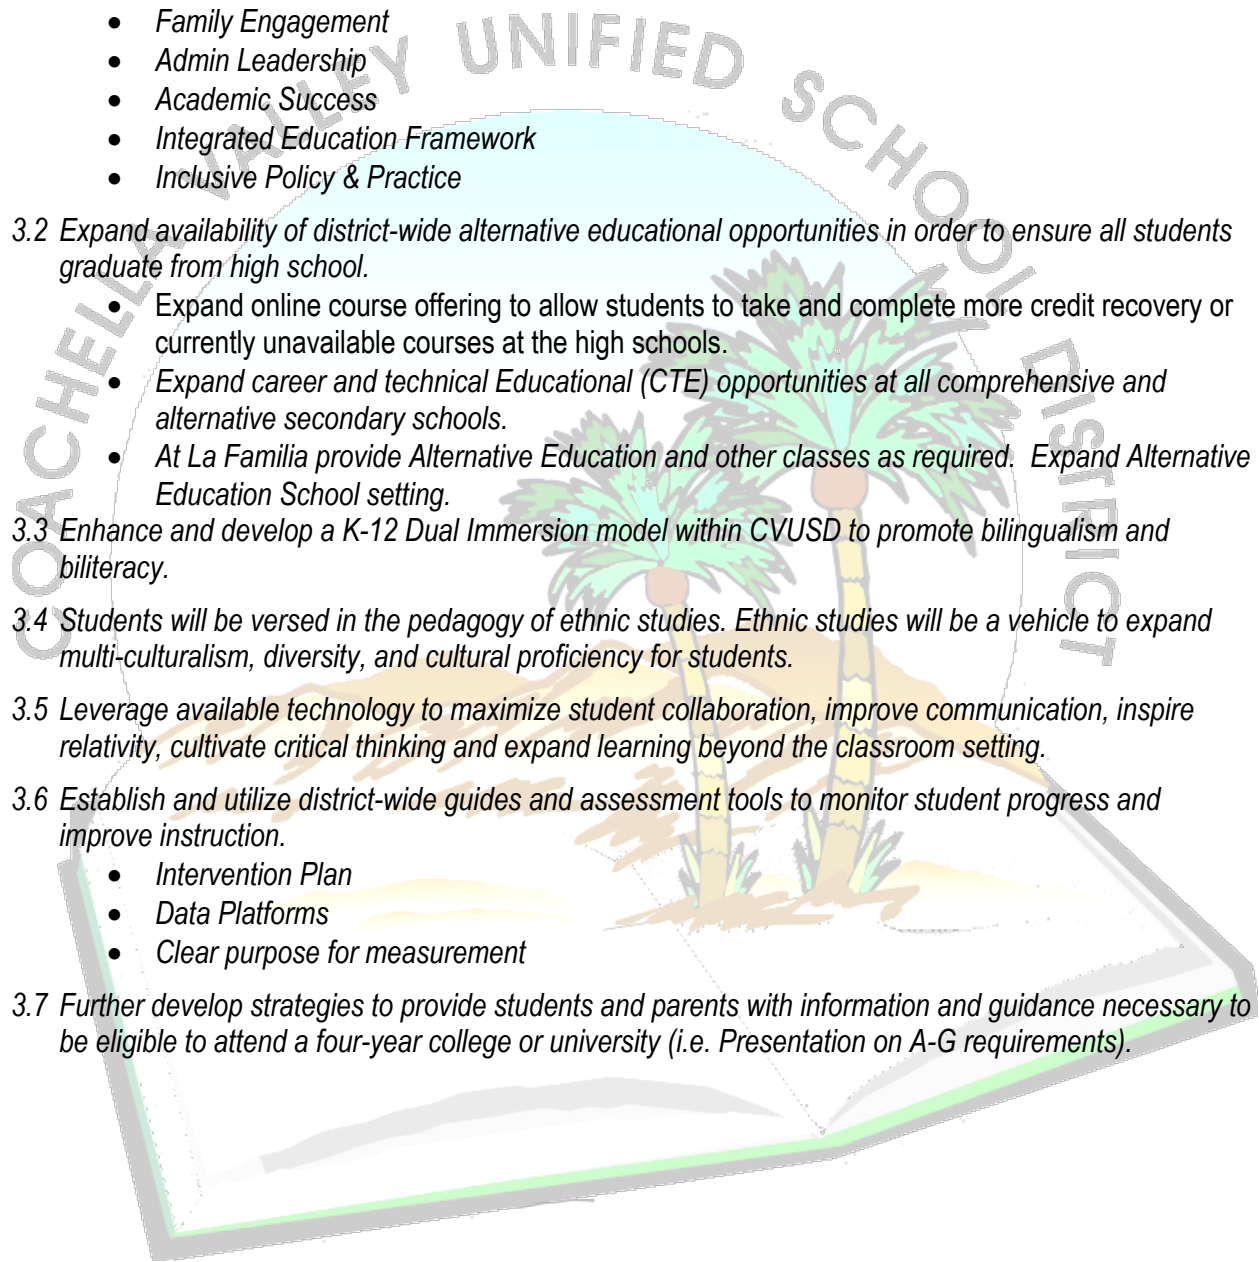 • Family Engagement
• Admin Leadership
• Academic Success
• Integrated Education Framework
• Inclusive Policy & Practice
3.2 Expand availability of district-wide alternative educational opportunities in order to ensure all students
graduate from high school.
• Expand online course offering to allow students to take and complete more credit recovery or
currently unavailable courses at the high schools.
• Expand career and technical Educational (CTE) opportunities at all comprehensive and
alternative secondary schools.
• At La Familia provide Alternative Education and other classes as required.  Expand Alternative
Education School setting.
3.3 Enhance and develop a K-12 Dual Immersion model within CVUSD to promote bilingualism and
biliteracy.
3.4 Students will be versed in the pedagogy of ethnic studies. Ethnic studies will be a vehicle to expand
multi-culturalism, diversity, and cultural proficiency for students.
3.5 Leverage available technology to maximize student collaboration, improve communication, inspire
relativity, cultivate critical thinking and expand learning beyond the classroom setting.
3.6 Establish and utilize district-wide guides and assessment tools to monitor student progress and
improve instruction.
• Intervention Plan
• Data Platforms
• Clear purpose for measurement
3.7 Further develop strategies to provide students and parents with information and guidance necessary to
be eligible to attend a four-year college or university (i.e. Presentation on A-G requirements).
COACHELLA VALLEY UNIFIED SCHOOL DISTRICT